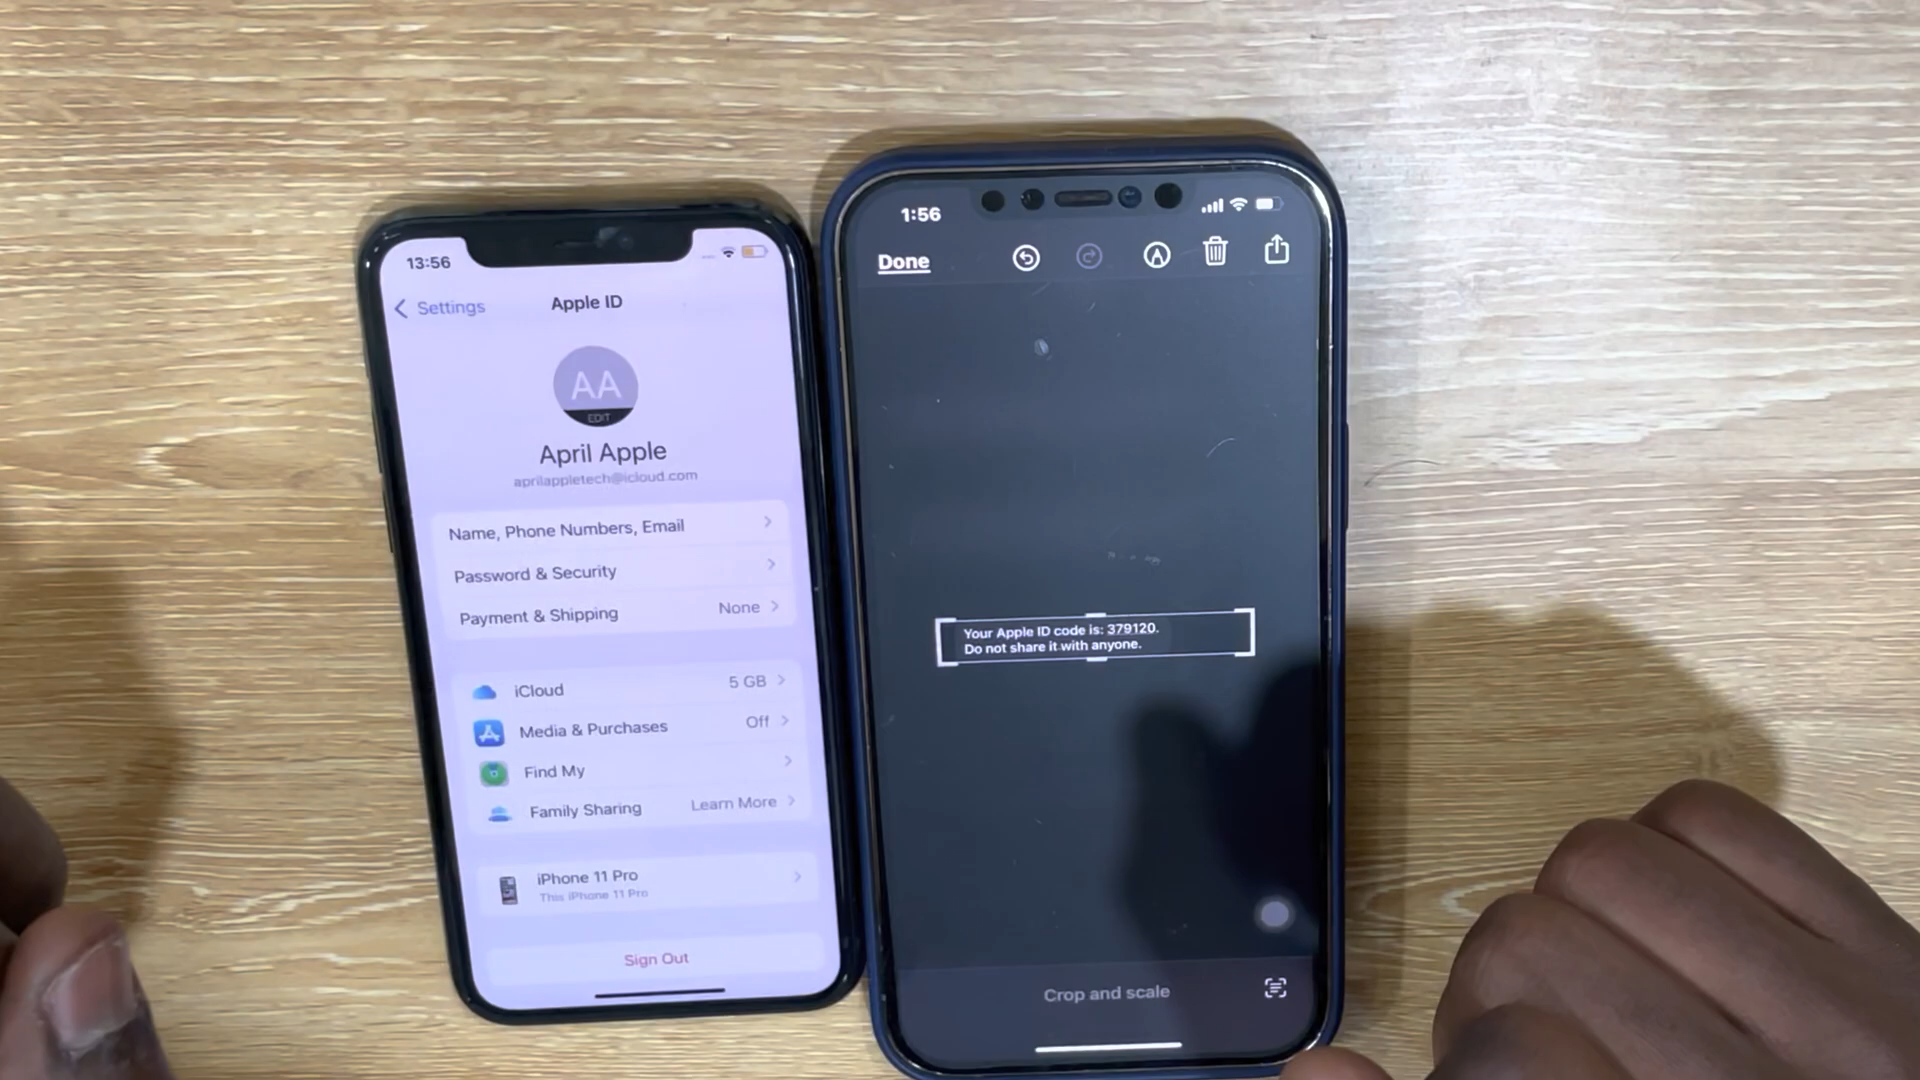 13:56
Settings
Apple ID
AA
EDIT
April Apple
aprilappletech@icloud.com
Name, Phone Numbers, Email
Password & Security
Payment & Shipping None
iCloud 5 GB
Media & Purchases Off
Find My
Family Sharing Learn More
iPhone 11 Pro
This iPhone 11 Pro
Sign Out
1:56
Done
Your Apple ID code is: 379120.
Do not share it with anyone.
Crop and scale